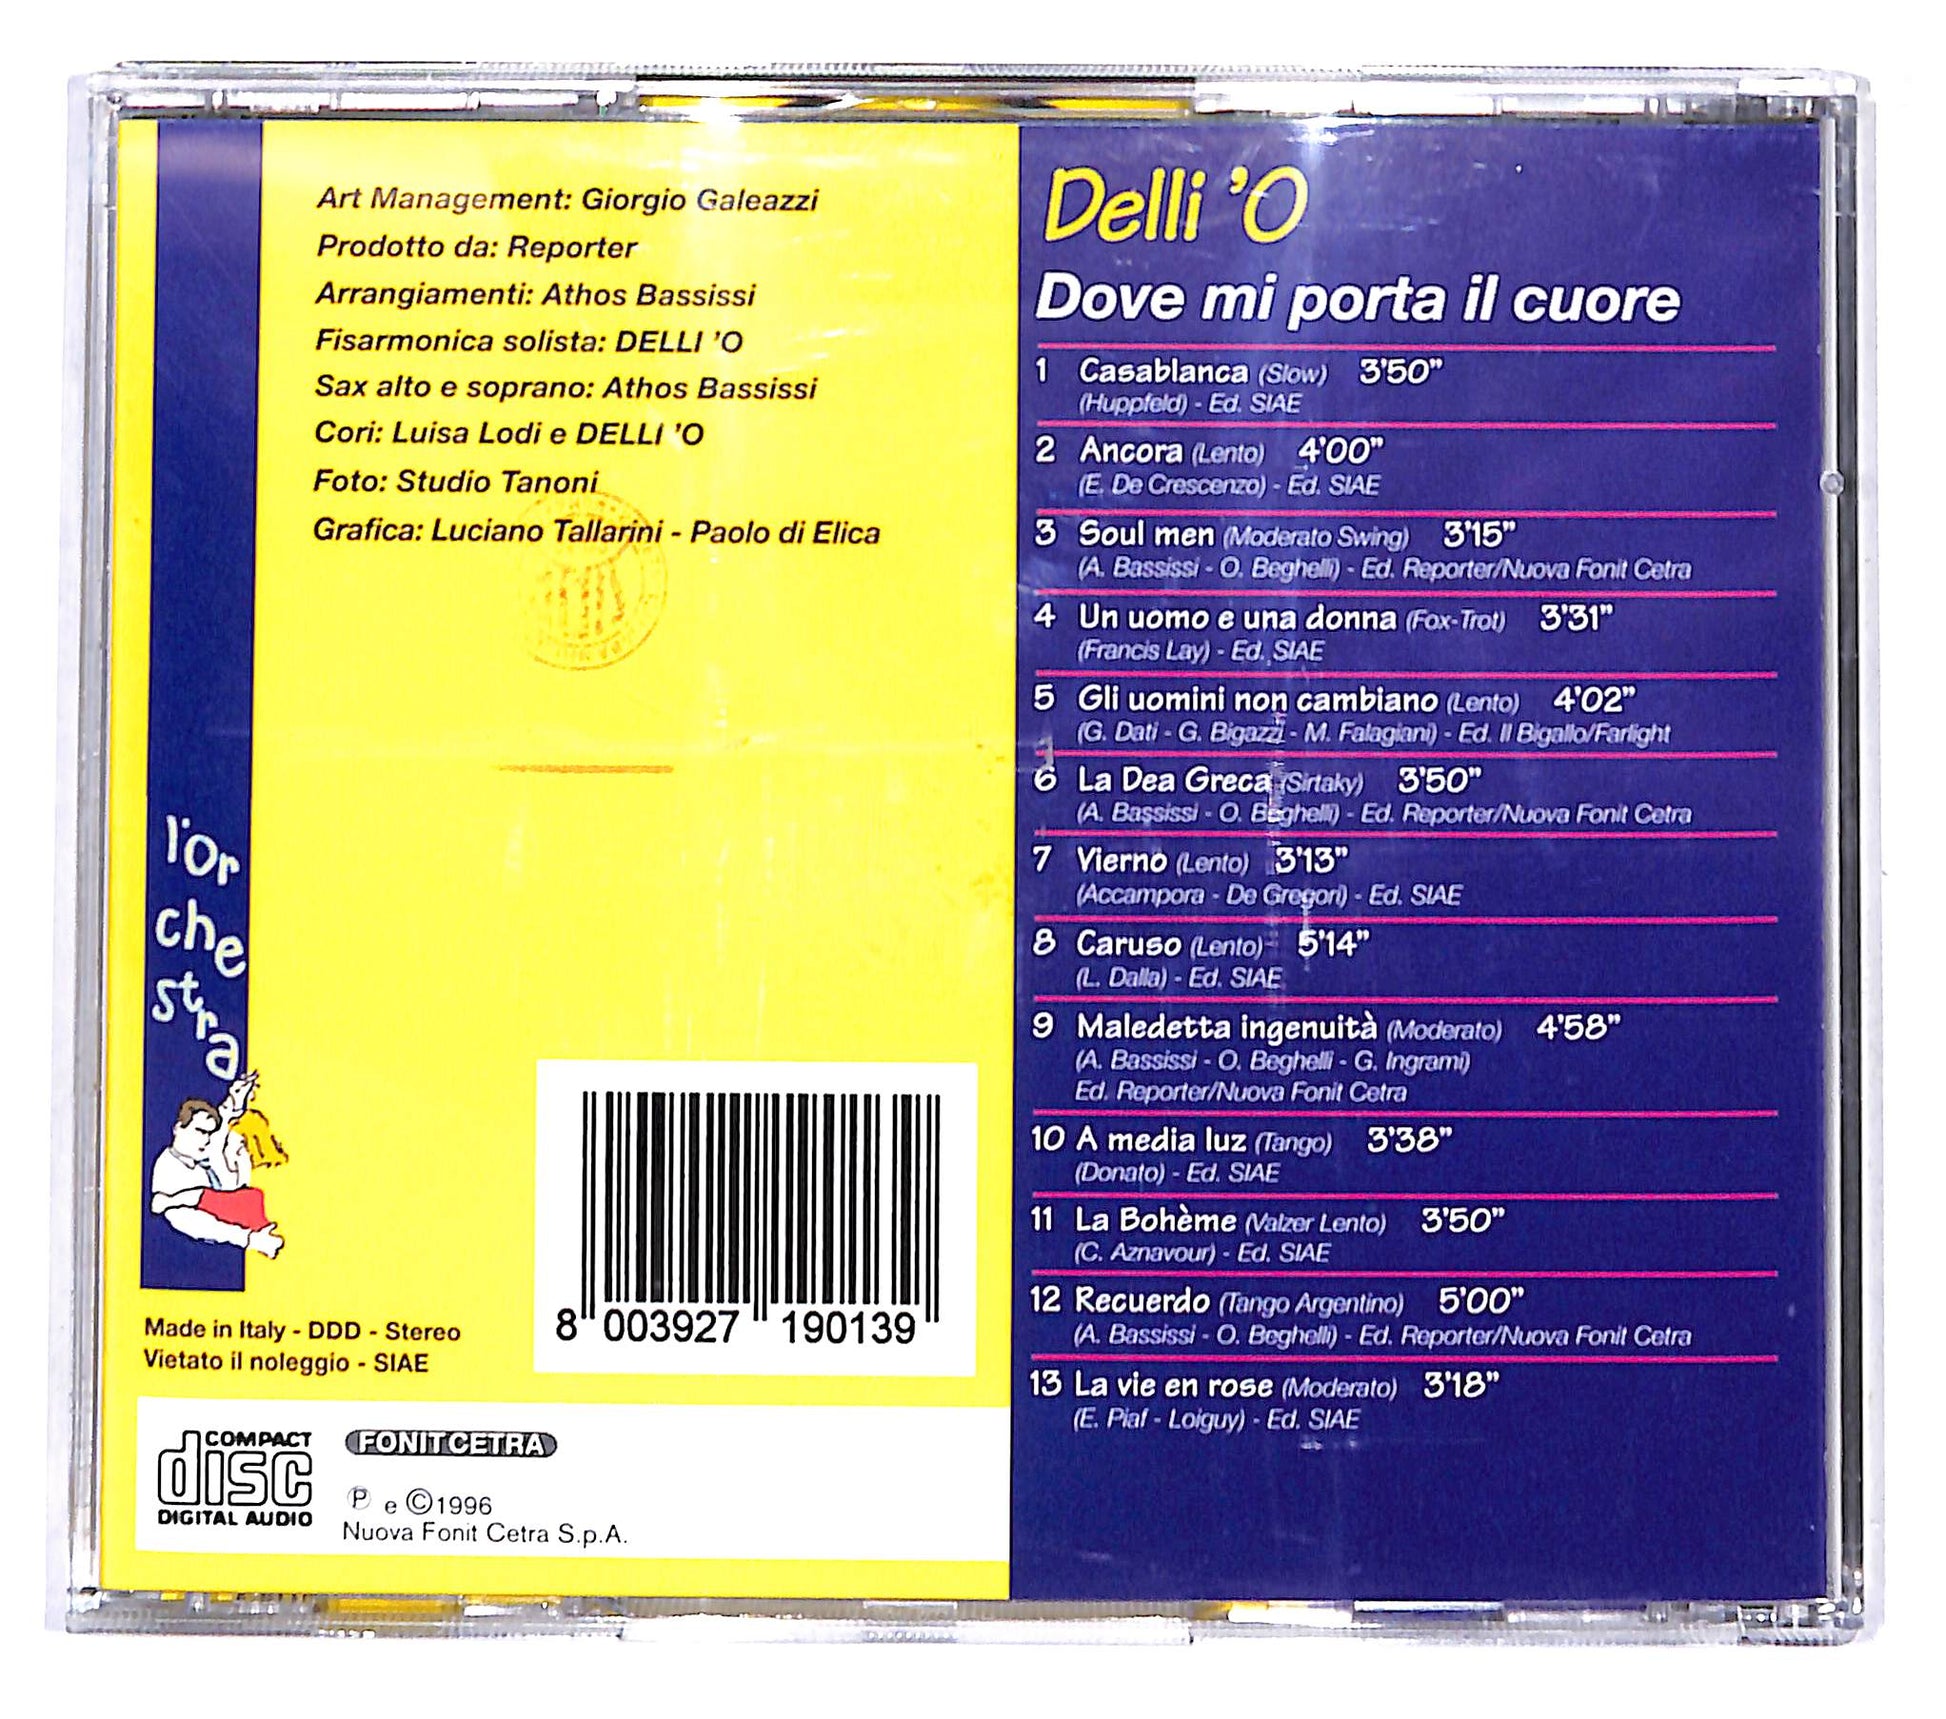 Art Management: Giorgio Galeazzi
Prodotto da: Reporter
Arrangiamenti: Athos Bassissi
Fisarmonica solista: DELLI 'O
Sax alto e soprano: Athos Bassissi
Cori: Luisa Lodi e DELLI 'O
Foto: Studio Tanoni
Grafica: Luciano Tallarini - Paolo di Elica
l'or
che
stra
8 003927 190139
Made in Italy - DDD - Stereo
Vietato il noleggio - SIAE
COMPACT
disc
DIGITAL AUDIO
FONIT CETRA
℗ e ©1996
Nuova Fonit Cetra S.p.A.
Delli 'O
Dove mi porta il cuore
1 Casablanca (Slow) 3'50"
(Huppfeld) - Ed. SIAE
2 Ancora (Lento) 4'00"
(E. De Crescenzo) - Ed. SIAE
3 Soul men (Moderato Swing) 3'15"
(A. Bassissi - O. Beghelli) - Ed. Reporter/Nuova Fonit Cetra
4 Un uomo e una donna (Fox-Trot) 3'31"
(Francis Lay) - Ed. SIAE
5 Gli uomini non cambiano (Lento) 4'02"
(G. Dati - G. Bigazzi - M. Falagiani) - Ed. Il Bigallo/Farlight
6 La Dea Greca (Sirtaky) 3'50"
(A. Bassissi - O. Beghelli) - Ed. Reporter/Nuova Fonit Cetra
7 Vierno (Lento) 3'13"
(Accampora - De Gregori) - Ed. SIAE
8 Caruso (Lento) 5'14"
(L. Dalla) - Ed. SIAE
9 Maledetta ingenuità (Moderato) 4'58"
(A. Bassissi - O. Beghelli - G. Ingrami)
Ed. Reporter/Nuova Fonit Cetra
10 A media luz (Tango) 3'38"
(Donato) - Ed. SIAE
11 La Bohème (Valzer Lento) 3'50"
(C. Aznavour) - Ed. SIAE
12 Recuerdo (Tango Argentino) 5'00"
(A. Bassissi - O. Beghelli) - Ed. Reporter/Nuova Fonit Cetra
13 La vie en rose (Moderato) 3'18"
(E. Piaf - Loiguy) - Ed. SIAE